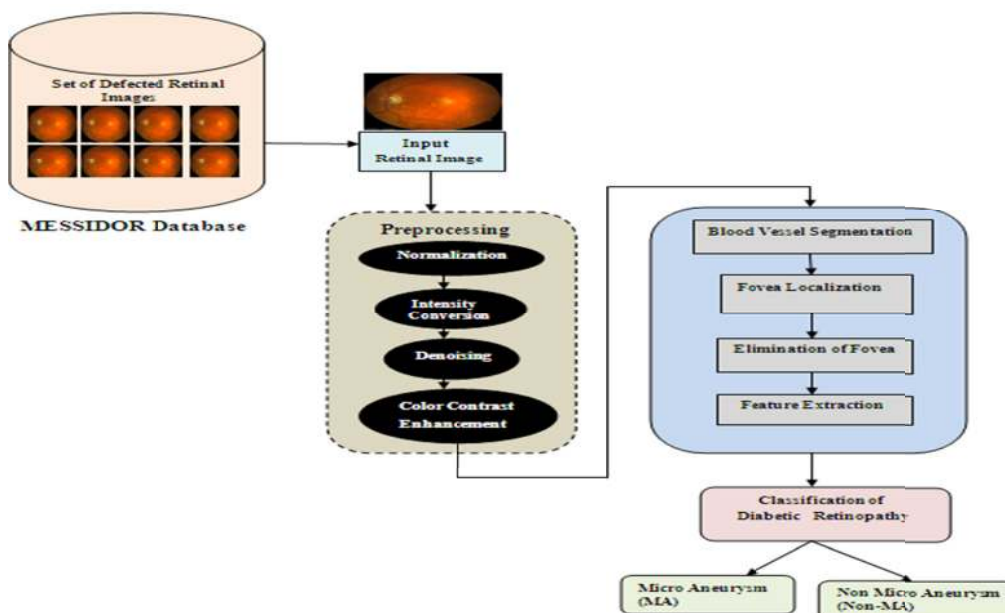 Set of Defected Retinal
Images
MESSIDOR Database
Input
Retinal Image
Preprocessing
Normalization
Intensity
Conversion
Denoising
Color Contrast
Enhancement
Blood Vessel Segmentation
Fovea Localization
Elimination of Fovea
Feature Extraction
Classification of
Diabetic Retinopathy
Micro Aneurysm
(MA)
Non Micro Aneurysm
(Non-MA)